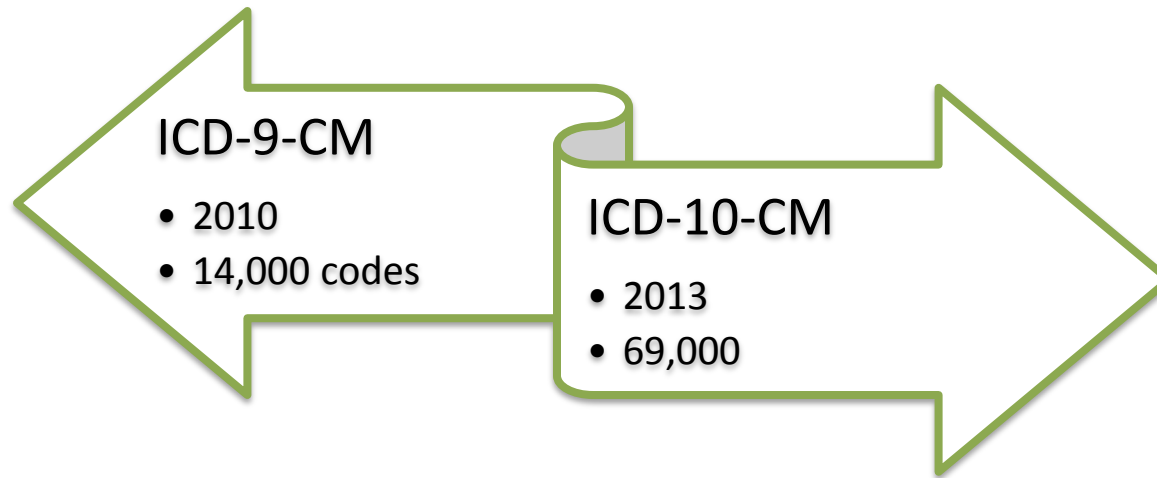 ICD-9-CM
• 2010
• 14,000 codes
ICD-10-CM
• 2013
• 69,000